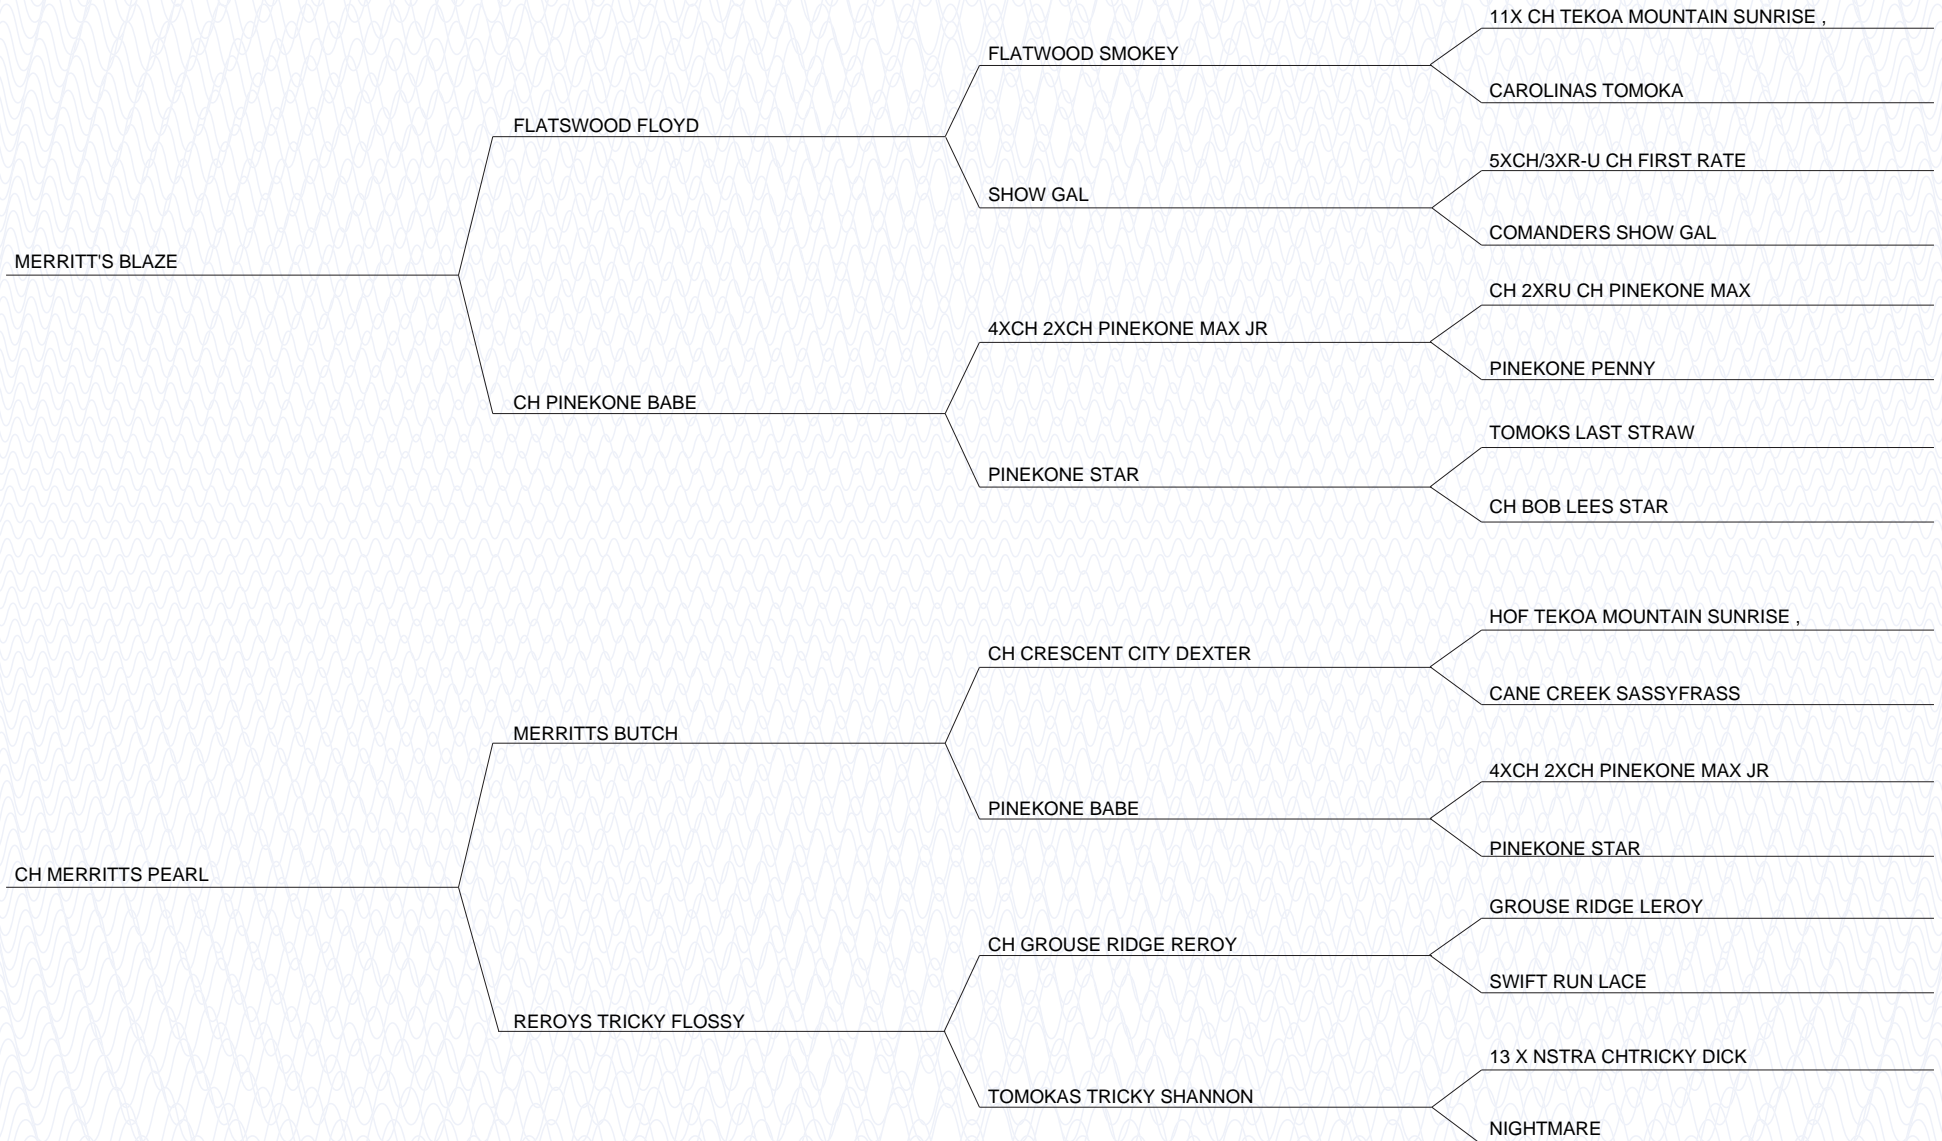 11X CH TEKOA MOUNTAIN SUNRISE ,
FLATWOOD SMOKEY
CAROLINAS TOMOKA
FLATSWOOD FLOYD
5XCH/3XR-U CH FIRST RATE
SHOW GAL
COMANDERS SHOW GAL
MERRITT'S BLAZE
CH 2XRU CH PINEKONE MAX
4XCH 2XCH PINEKONE MAX JR
PINEKONE PENNY
CH PINEKONE BABE
TOMOKS LAST STRAW
PINEKONE STAR
CH BOB LEES STAR
HOF TEKOA MOUNTAIN SUNRISE ,
CH CRESCENT CITY DEXTER
CANE CREEK SASSYFRASS
MERRITTS BUTCH
4XCH 2XCH PINEKONE MAX JR
PINEKONE BABE
PINEKONE STAR
CH MERRITTS PEARL
GROUSE RIDGE LEROY
CH GROUSE RIDGE REROY
SWIFT RUN LACE
REROYS TRICKY FLOSSY
13 X NSTRA CHTRICKY DICK
TOMOKAS TRICKY SHANNON
NIGHTMARE